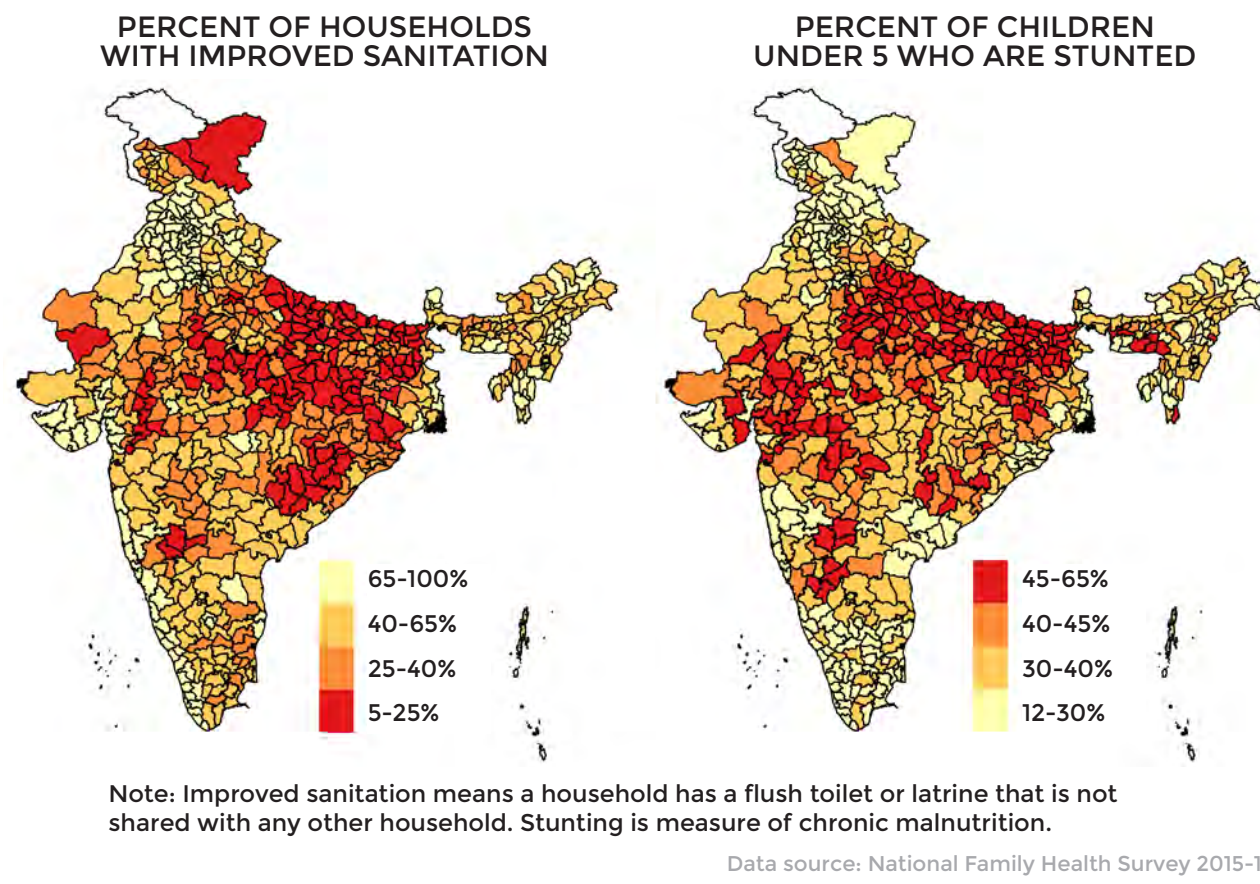 PERCENT OF HOUSEHOLDS
WITH IMPROVED SANITATION
PERCENT OF CHILDREN
UNDER 5 WHO ARE STUNTED
65-100%
40-65%
25-40%
5-25%
45-65%
40-45%
30-40%
12-30%
Note: Improved sanitation means a household has a flush toilet or latrine that is not
shared with any other household. Stunting is measure of chronic malnutrition.
Data source: National Family Health Survey 2015-1